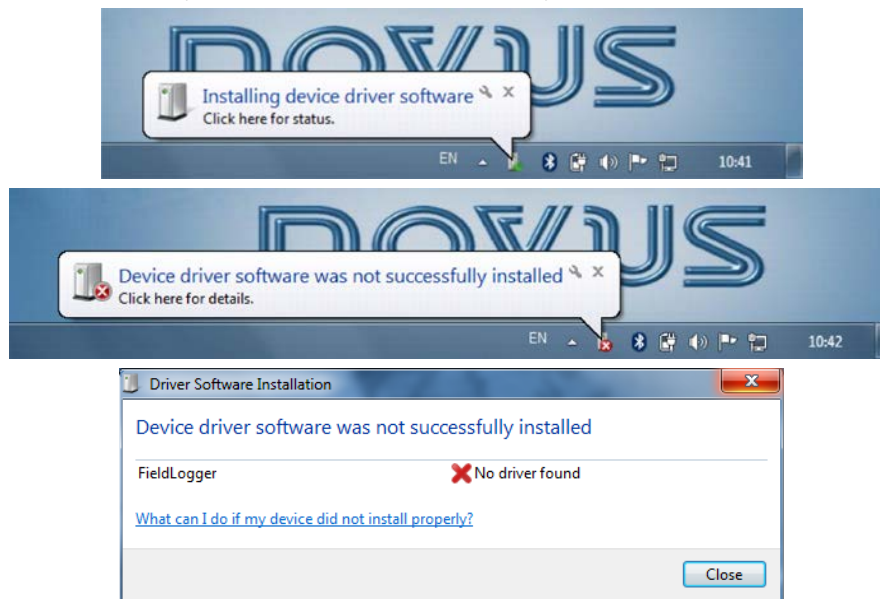 NOVUS
Installing device driver software
Click here for status.
EN
10:41
NOVUS
Device driver software was not successfully installed
Click here for details.
EN
10:42
Driver Software Installation
Device driver software was not successfully installed
FieldLogger No driver found
What can I do if my device did not install properly?
Close